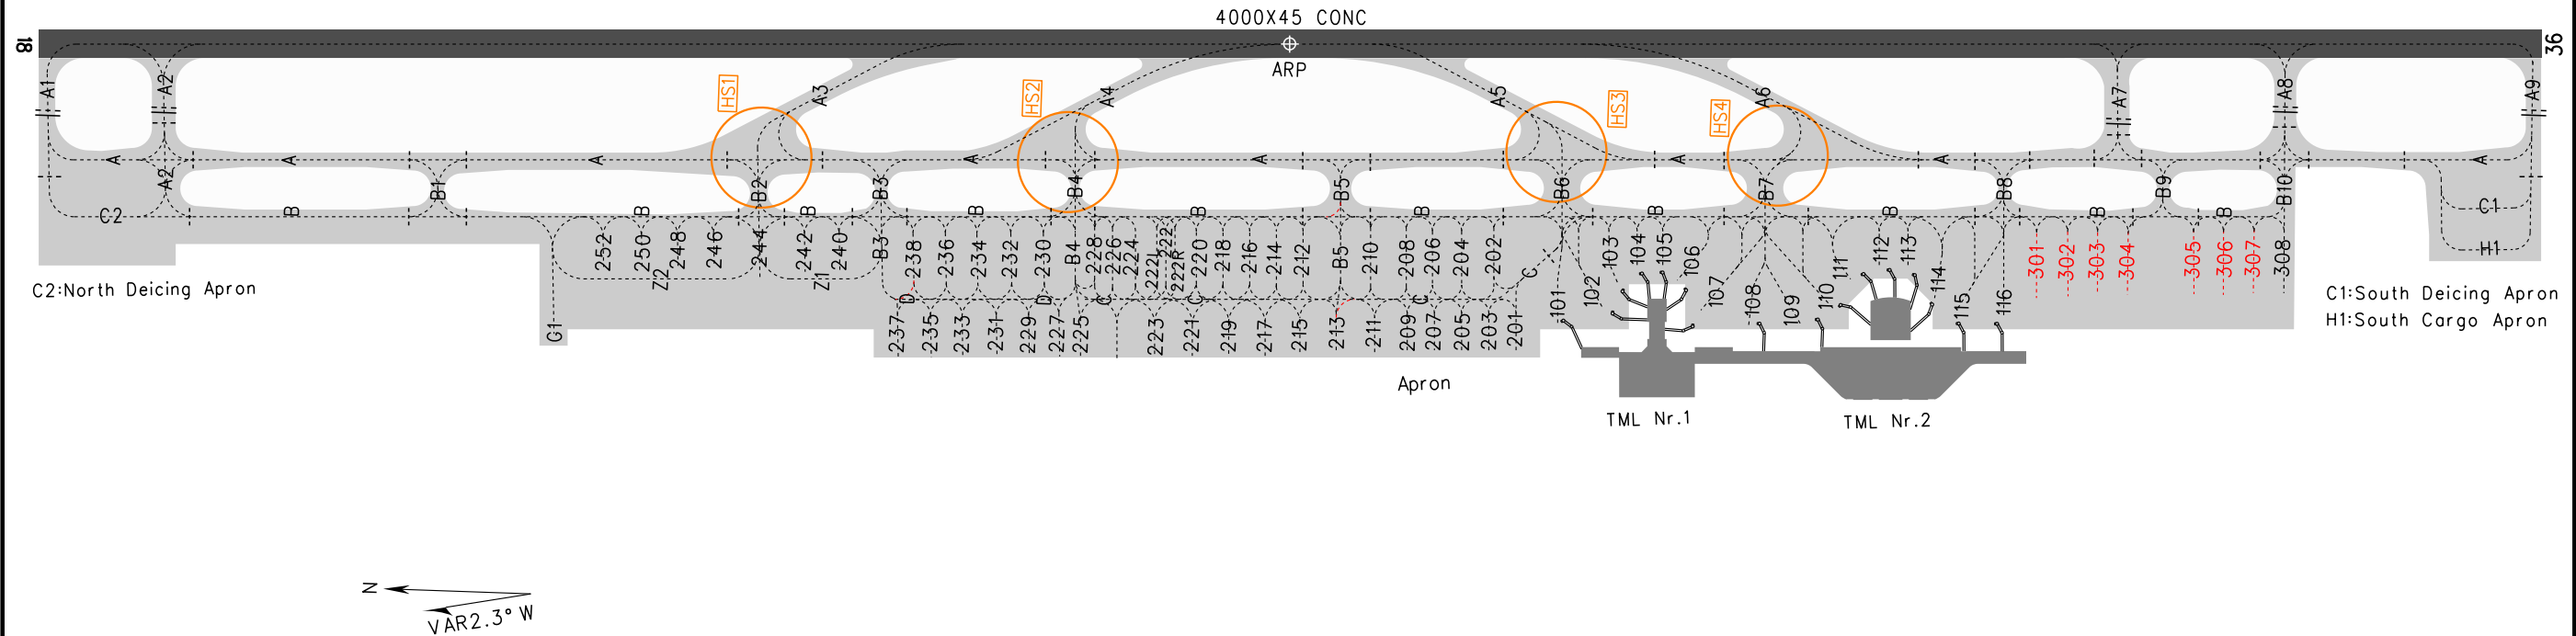 4000X45 CONC
18
36
ARP
A1
A2
A3
A4
A5
A6
A7
A8
A9
HS1
HS2
HS3
HS4
A
A
A
A
A
A
A
A
A2
B1
B2
B3
B4
B5
B6
B7
B8
B9
B10
C2
B
B
B
B
B
B
B
B
B
B
C1
H1
252
250
248
246
244
242
240
B3
238
236
234
232
230
B4
228
226
224
222L
222
222R
220
218
216
214
212
B5
210
208
206
204
202
C
101
102
103
104
105
106
107
108
109
110
111
112
113
114
115
116
301
302
303
304
305
306
307
308
Z2
Z1
D
D
C
C
C
G1
237
235
233
231
229
227
225
223
221
219
217
215
213
211
209
207
205
203
201
C2:North Deicing Apron
C1:South Deicing Apron
H1:South Cargo Apron
Apron
TML Nr.1
TML Nr.2
N
VAR2.3° W